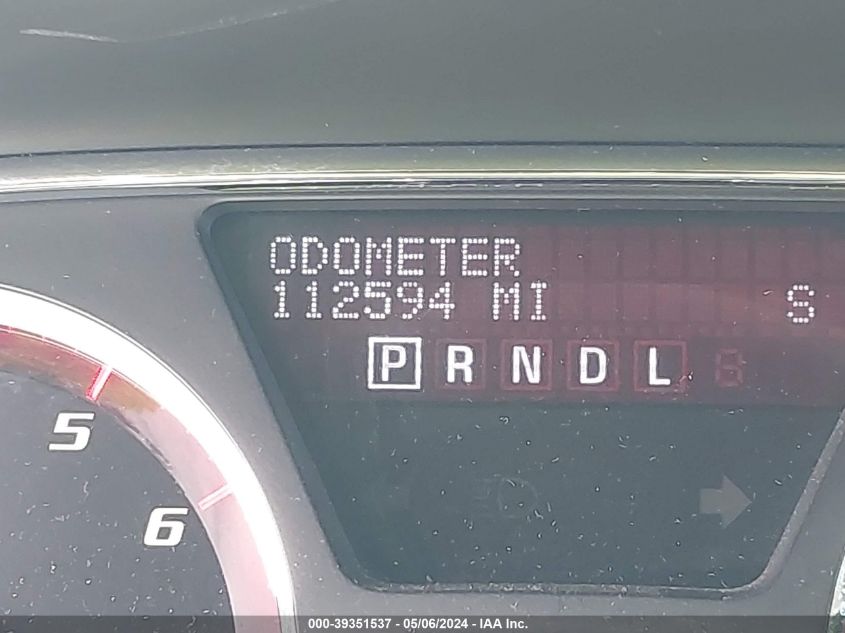 ODOMETER
112594 MI S
P R N D L
5
6
000-39351537 - 05/06/2024 - IAA Inc.